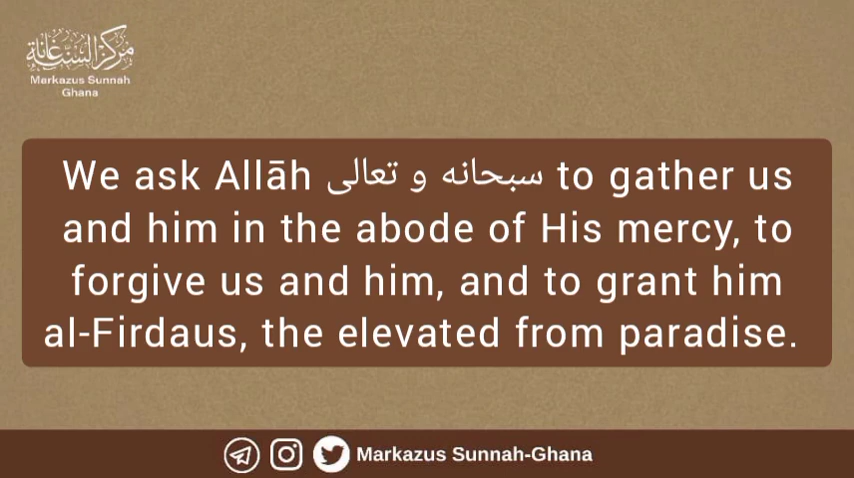 مركز السنة غانة
Markazus Sunnah
Ghana
We ask Allāh سبحانه و تعالى to gather us
and him in the abode of His mercy, to
forgive us and him, and to grant him
al-Firdaus, the elevated from paradise.
Markazus Sunnah-Ghana